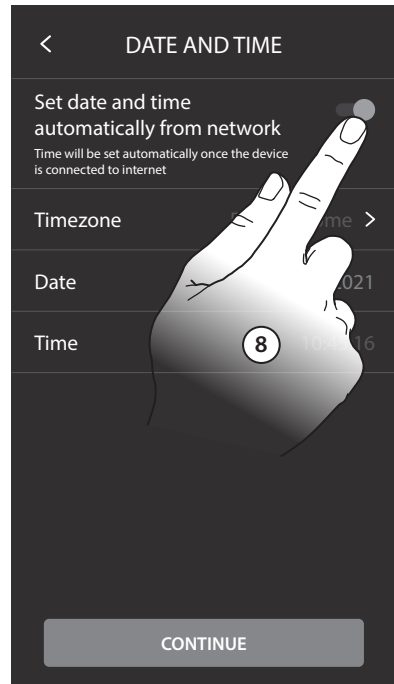 DATE AND TIME
Set date and time
automatically from network
Time will be set automatically once the device
is connected to internet
Timezone
Date
Time
8
CONTINUE